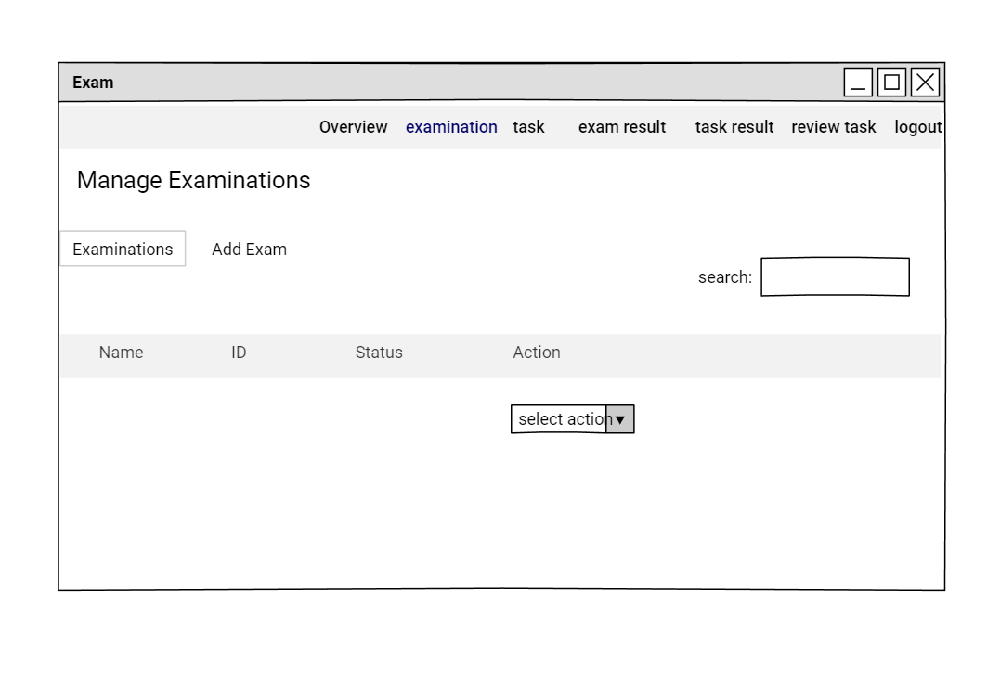 Exam
Overview examination task exam result task result review task logout
Manage Examinations
Examinations Add Exam
search:
Name ID Status Action
select action